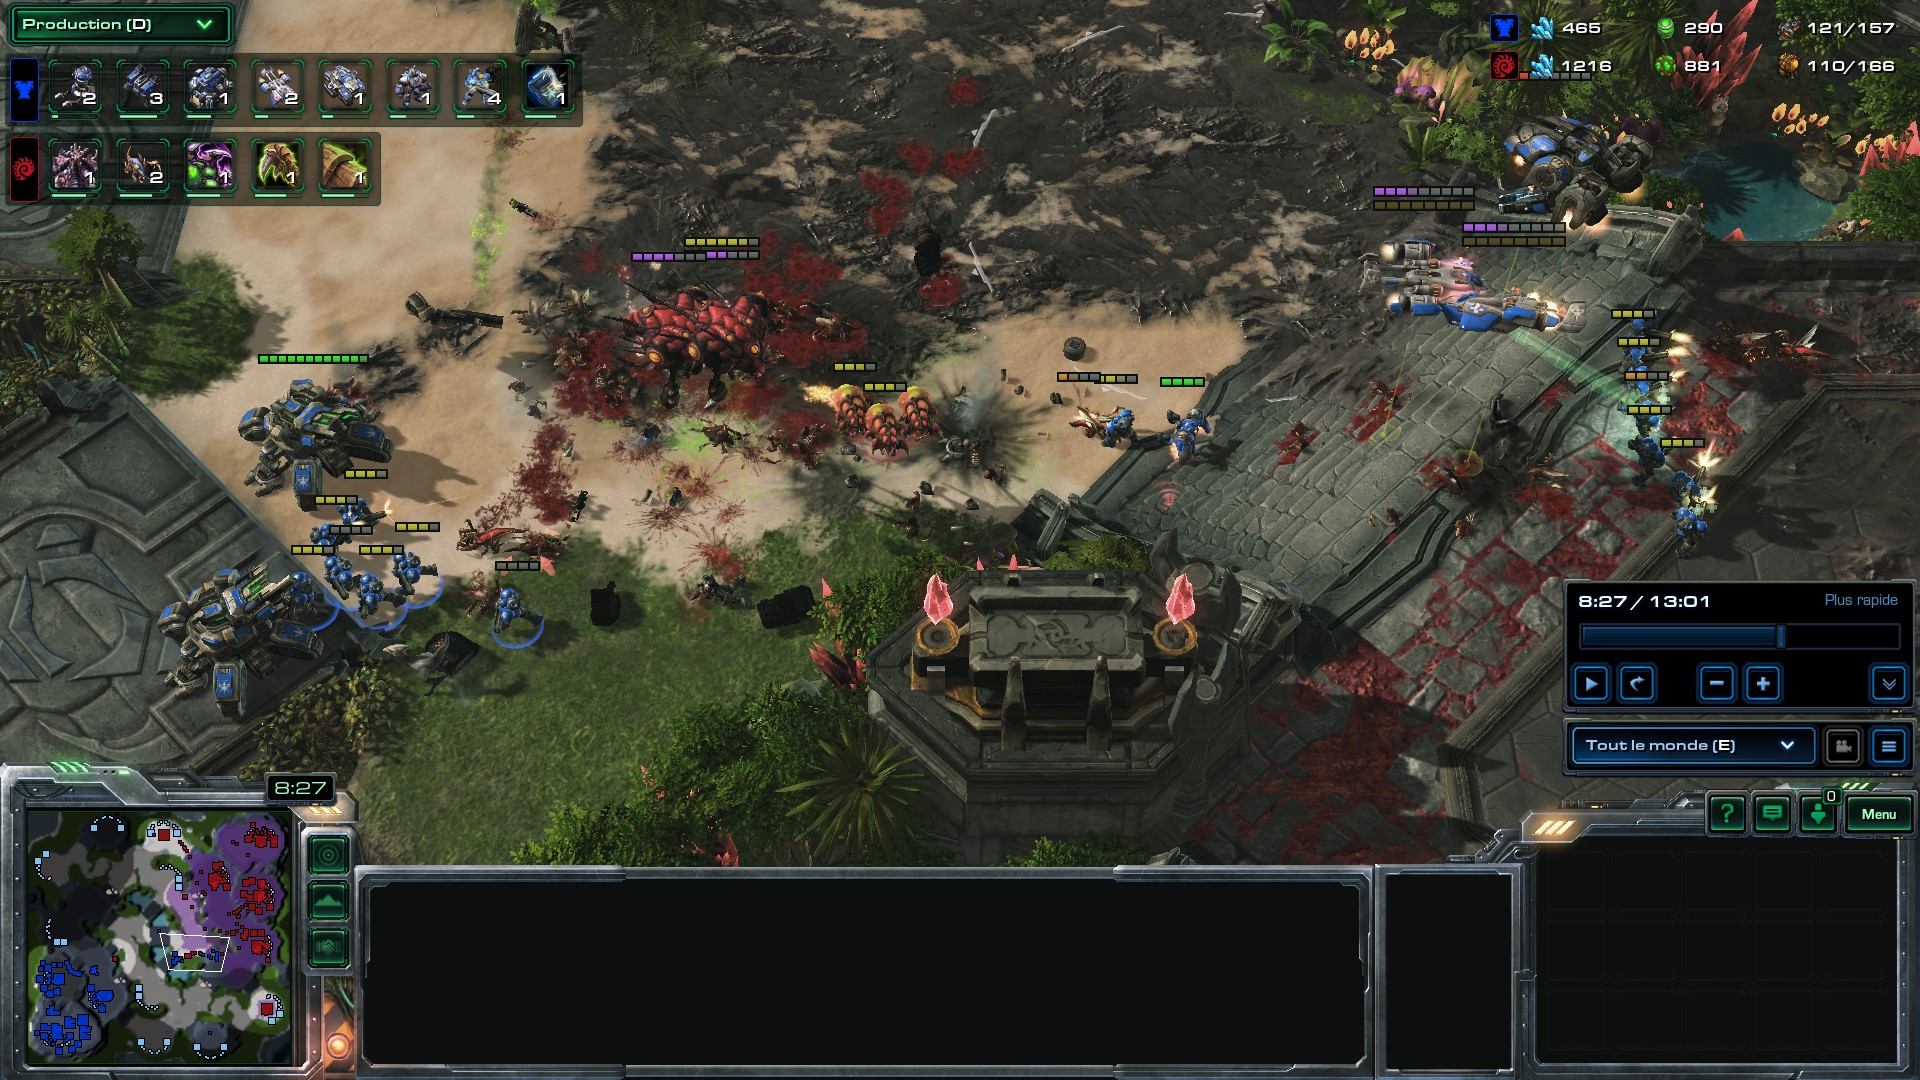 Production (D)
2 3 1 2 1 1 4 1
1 2 1 1 1
465 290 121/157
1216 881 110/166
8:27 / 13:01 Plus rapide
Tout le monde (E)
8:27
0
? Menu